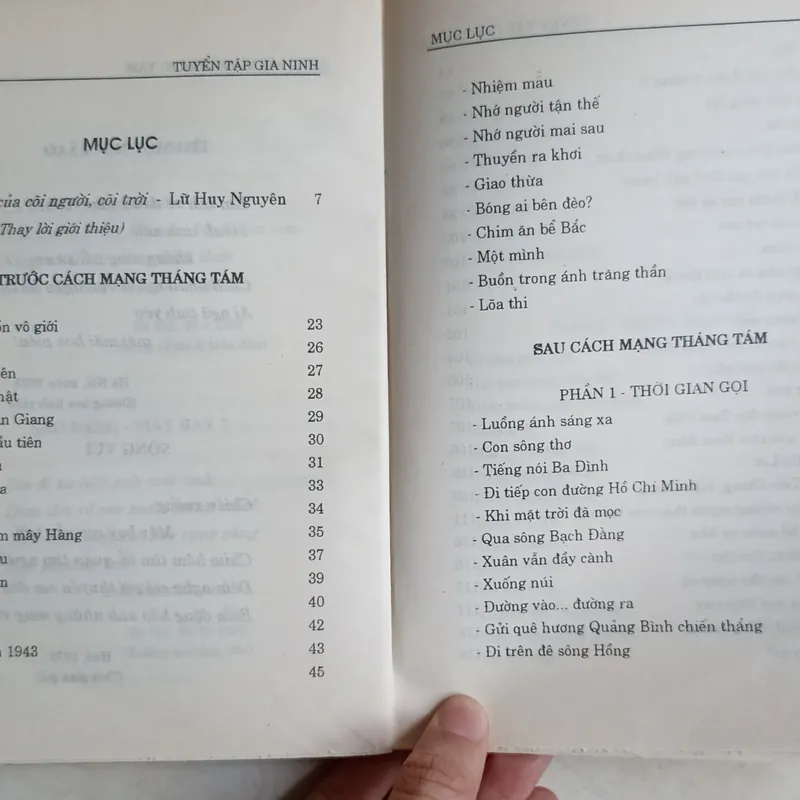 TUYỂN TẬP GIA NINH
MỤC LỤC
của cõi người, cõi trời - Lữ Huy Nguyên 7
Thay lời giới thiệu)
TRƯỚC CÁCH MẠNG THÁNG TÁM
vô giới 23
26
27
28
Giang 29
tiên 30
31
33
34
mây Hàng 35
37
39
40
42
1943 43
45
MỤC LỤC
- Nhiệm mầu
- Nhớ người tận thế
- Nhớ người mai sau
- Thuyền ra khơi
- Giao thừa
- Bóng ai bên đèo?
- Chim ăn bể Bắc
- Một mình
- Buồn trong ánh trăng thần
- Lõa thi
SAU CÁCH MẠNG THÁNG TÁM
PHẦN 1 - THỜI GIAN GỌI
- Luồng ánh sáng xa
- Con sông thơ
- Tiếng nói Ba Đình
- Đi tiếp con đường Hồ Chí Minh
- Khi mặt trời đã mọc
- Qua sông Bạch Đằng
- Xuân vẫn đầy cành
- Xuống núi
- Đường vào... đường ra
- Gửi quê hương Quảng Bình chiến thắng
- Đi trên đê sông Hồng